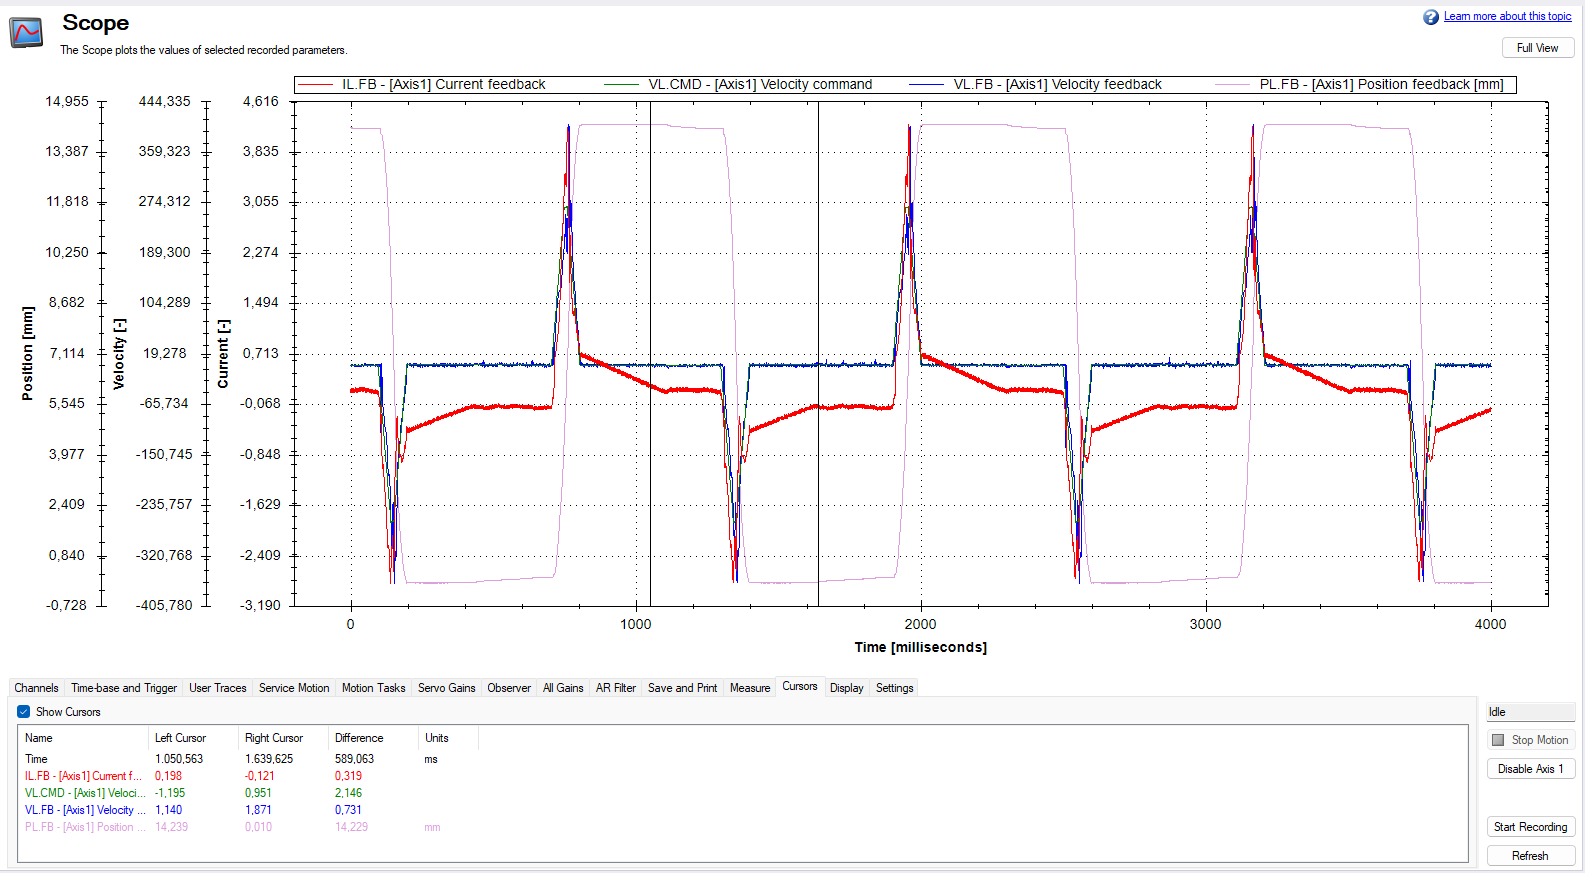 Scope
Learn more about this topic
The Scope plots the values of selected recorded parameters.
Full View
IL.FB - [Axis1] Current feedback
VL.CMD - [Axis1] Velocity command
VL.FB - [Axis1] Velocity feedback
PL.FB - [Axis1] Position feedback [mm]
14,955 444,335 4,616
13,387 359,323 3,835
11,818 274,312 3,055
10,250 189,300 2,274
8,682 104,289 1,494
7,114 19,278 0,713
5,545 -65,734 -0,068
3,977 -150,745 -0,848
2,409 -235,757 -1,629
0,840 -320,768 -2,409
-0,728 -405,780 -3,190
Position [mm]
Velocity [-]
Current [-]
0 1000 2000 3000 4000
Time [milliseconds]
Channels Time-base and Trigger User Traces Service Motion Motion Tasks Servo Gains Observer All Gains AR Filter Save and Print Measure Cursors Display Settings
Show Cursors
Name Left Cursor Right Cursor Difference Units
Time 1.050,563 1.639,625 589,063 ms
IL.FB - [Axis1] Current f... 0,198 -0,121 0,319
VL.CMD - [Axis1] Veloci... -1,195 0,951 2,146
VL.FB - [Axis1] Velocity ... 1,140 1,871 0,731
PL.FB - [Axis1] Position ... 14,239 0,010 14,229 mm
Idle
Stop Motion
Disable Axis 1
Start Recording
Refresh